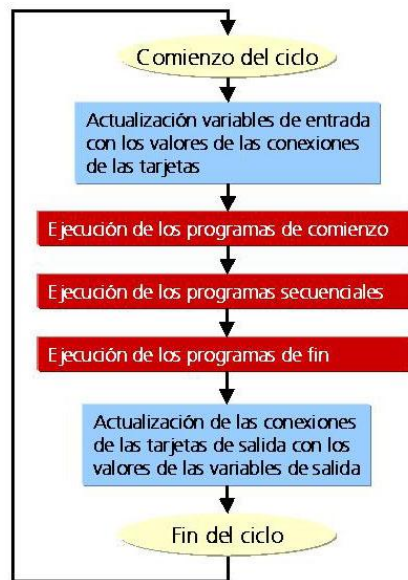 Comienzo del ciclo
Actualización variables de entrada
con los valores de las conexiones
de las tarjetas
Ejecución de los programas de comienzo
Ejecución de los programas secuenciales
Ejecución de los programas de fin
Actualización de las conexiones
de las tarjetas de salida con los
valores de las variables de salida
Fin del ciclo